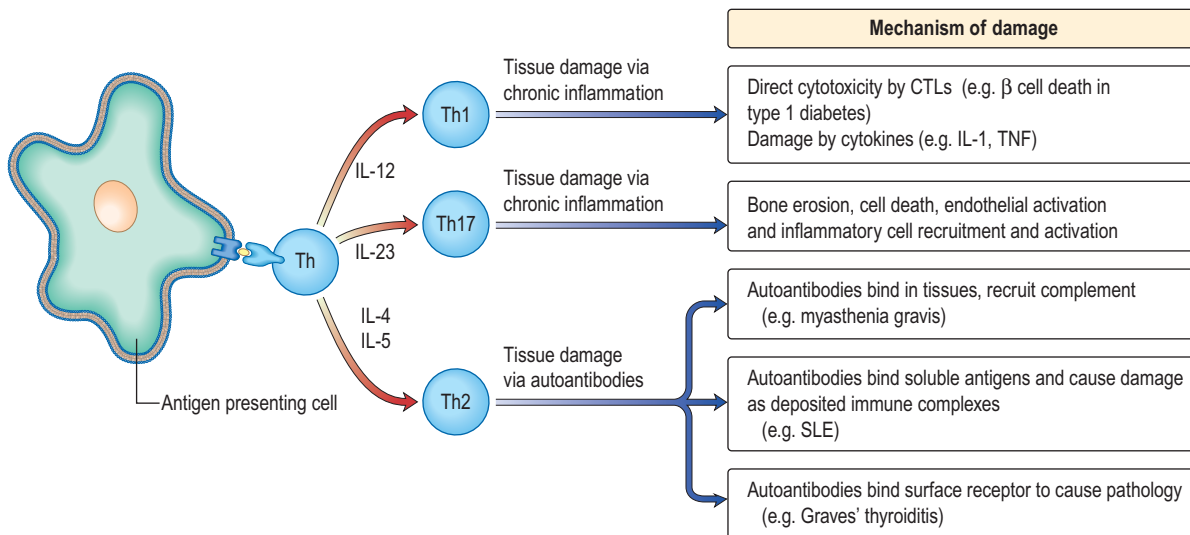 Mechanism of damage
Tissue damage via
chronic inflammation
Th1
Direct cytotoxicity by CTLs (e.g. β cell death in
type 1 diabetes)
Damage by cytokines (e.g. IL-1, TNF)
IL-12
Tissue damage via
chronic inflammation
Th17
Bone erosion, cell death, endothelial activation
and inflammatory cell recruitment and activation
Th
IL-23
IL-4
IL-5
Antigen presenting cell
Tissue damage
via autoantibodies
Th2
Autoantibodies bind in tissues, recruit complement
(e.g. myasthenia gravis)
Autoantibodies bind soluble antigens and cause damage
as deposited immune complexes
(e.g. SLE)
Autoantibodies bind surface receptor to cause pathology
(e.g. Graves’ thyroiditis)